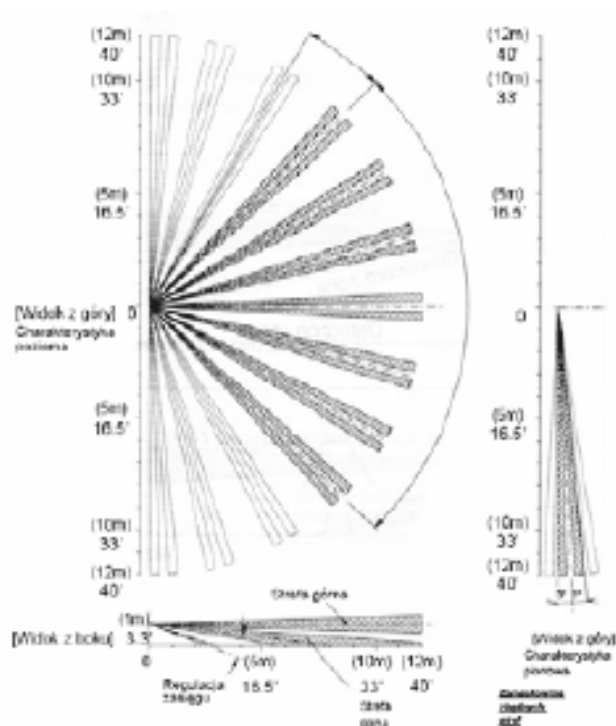 (12m)
40'
(10m)
33'
(5m)
16.5'
[Widok z góry] 0
Charakterystyka
pozioma
(5m)
16.5'
(10m)
33'
(12m)
40'
(12m)
40'
(10m)
33'
(5m)
16.5'
0
(5m)
16.5'
(10m)
33'
(12m)
40'
Strefa górna
(1m)
[Widok z boku] 3.3'
0 (5m) (10m) (12m)
Regulacja 16.5' 33' 40'
zasięgu
Strefa
[Widok z góry]
Charakterystyka
pionowa